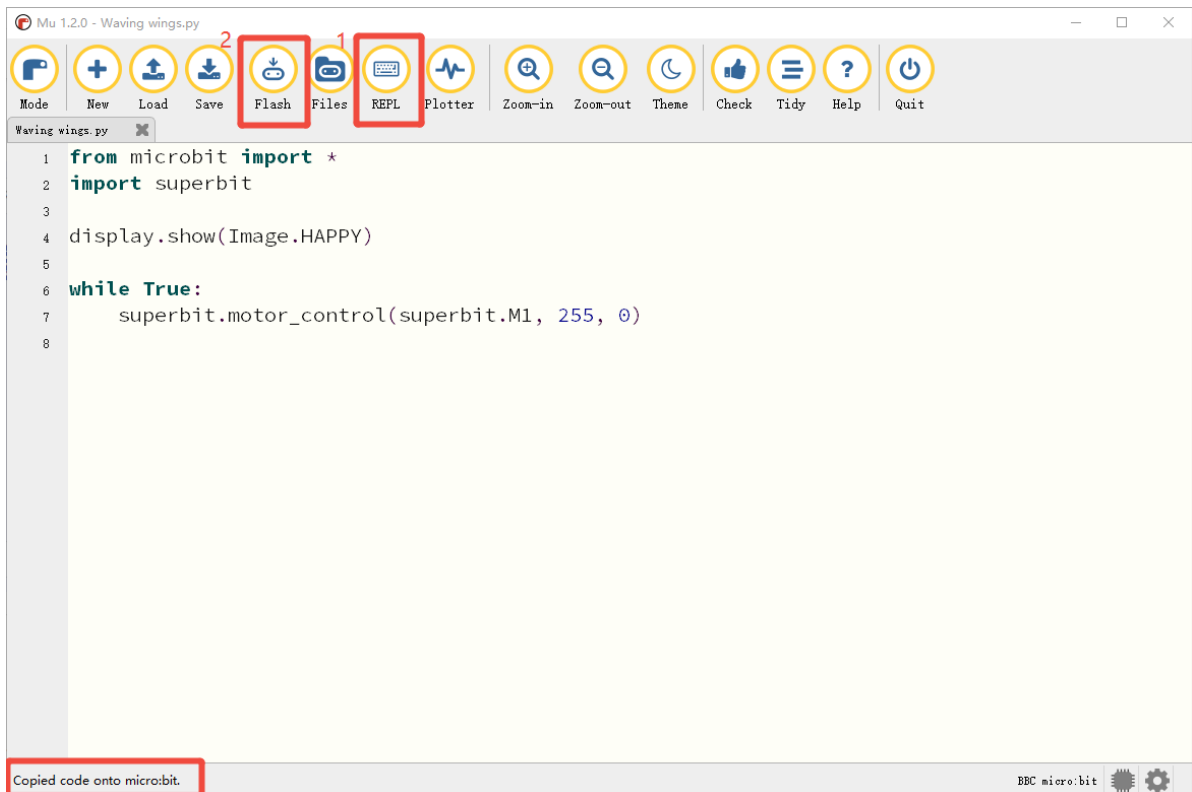 Mu 1.2.0 - Waving wings.py
2 1
Mode New Load Save Flash Files REPL Plotter Zoom-in Zoom-out Theme Check Tidy Help Quit
Waving wings.py
1 from microbit import *
2 import superbit
3
4 display.show(Image.HAPPY)
5
6 while True:
7     superbit.motor_control(superbit.M1, 255, 0)
8
Copied code onto micro:bit. BBC micro:bit